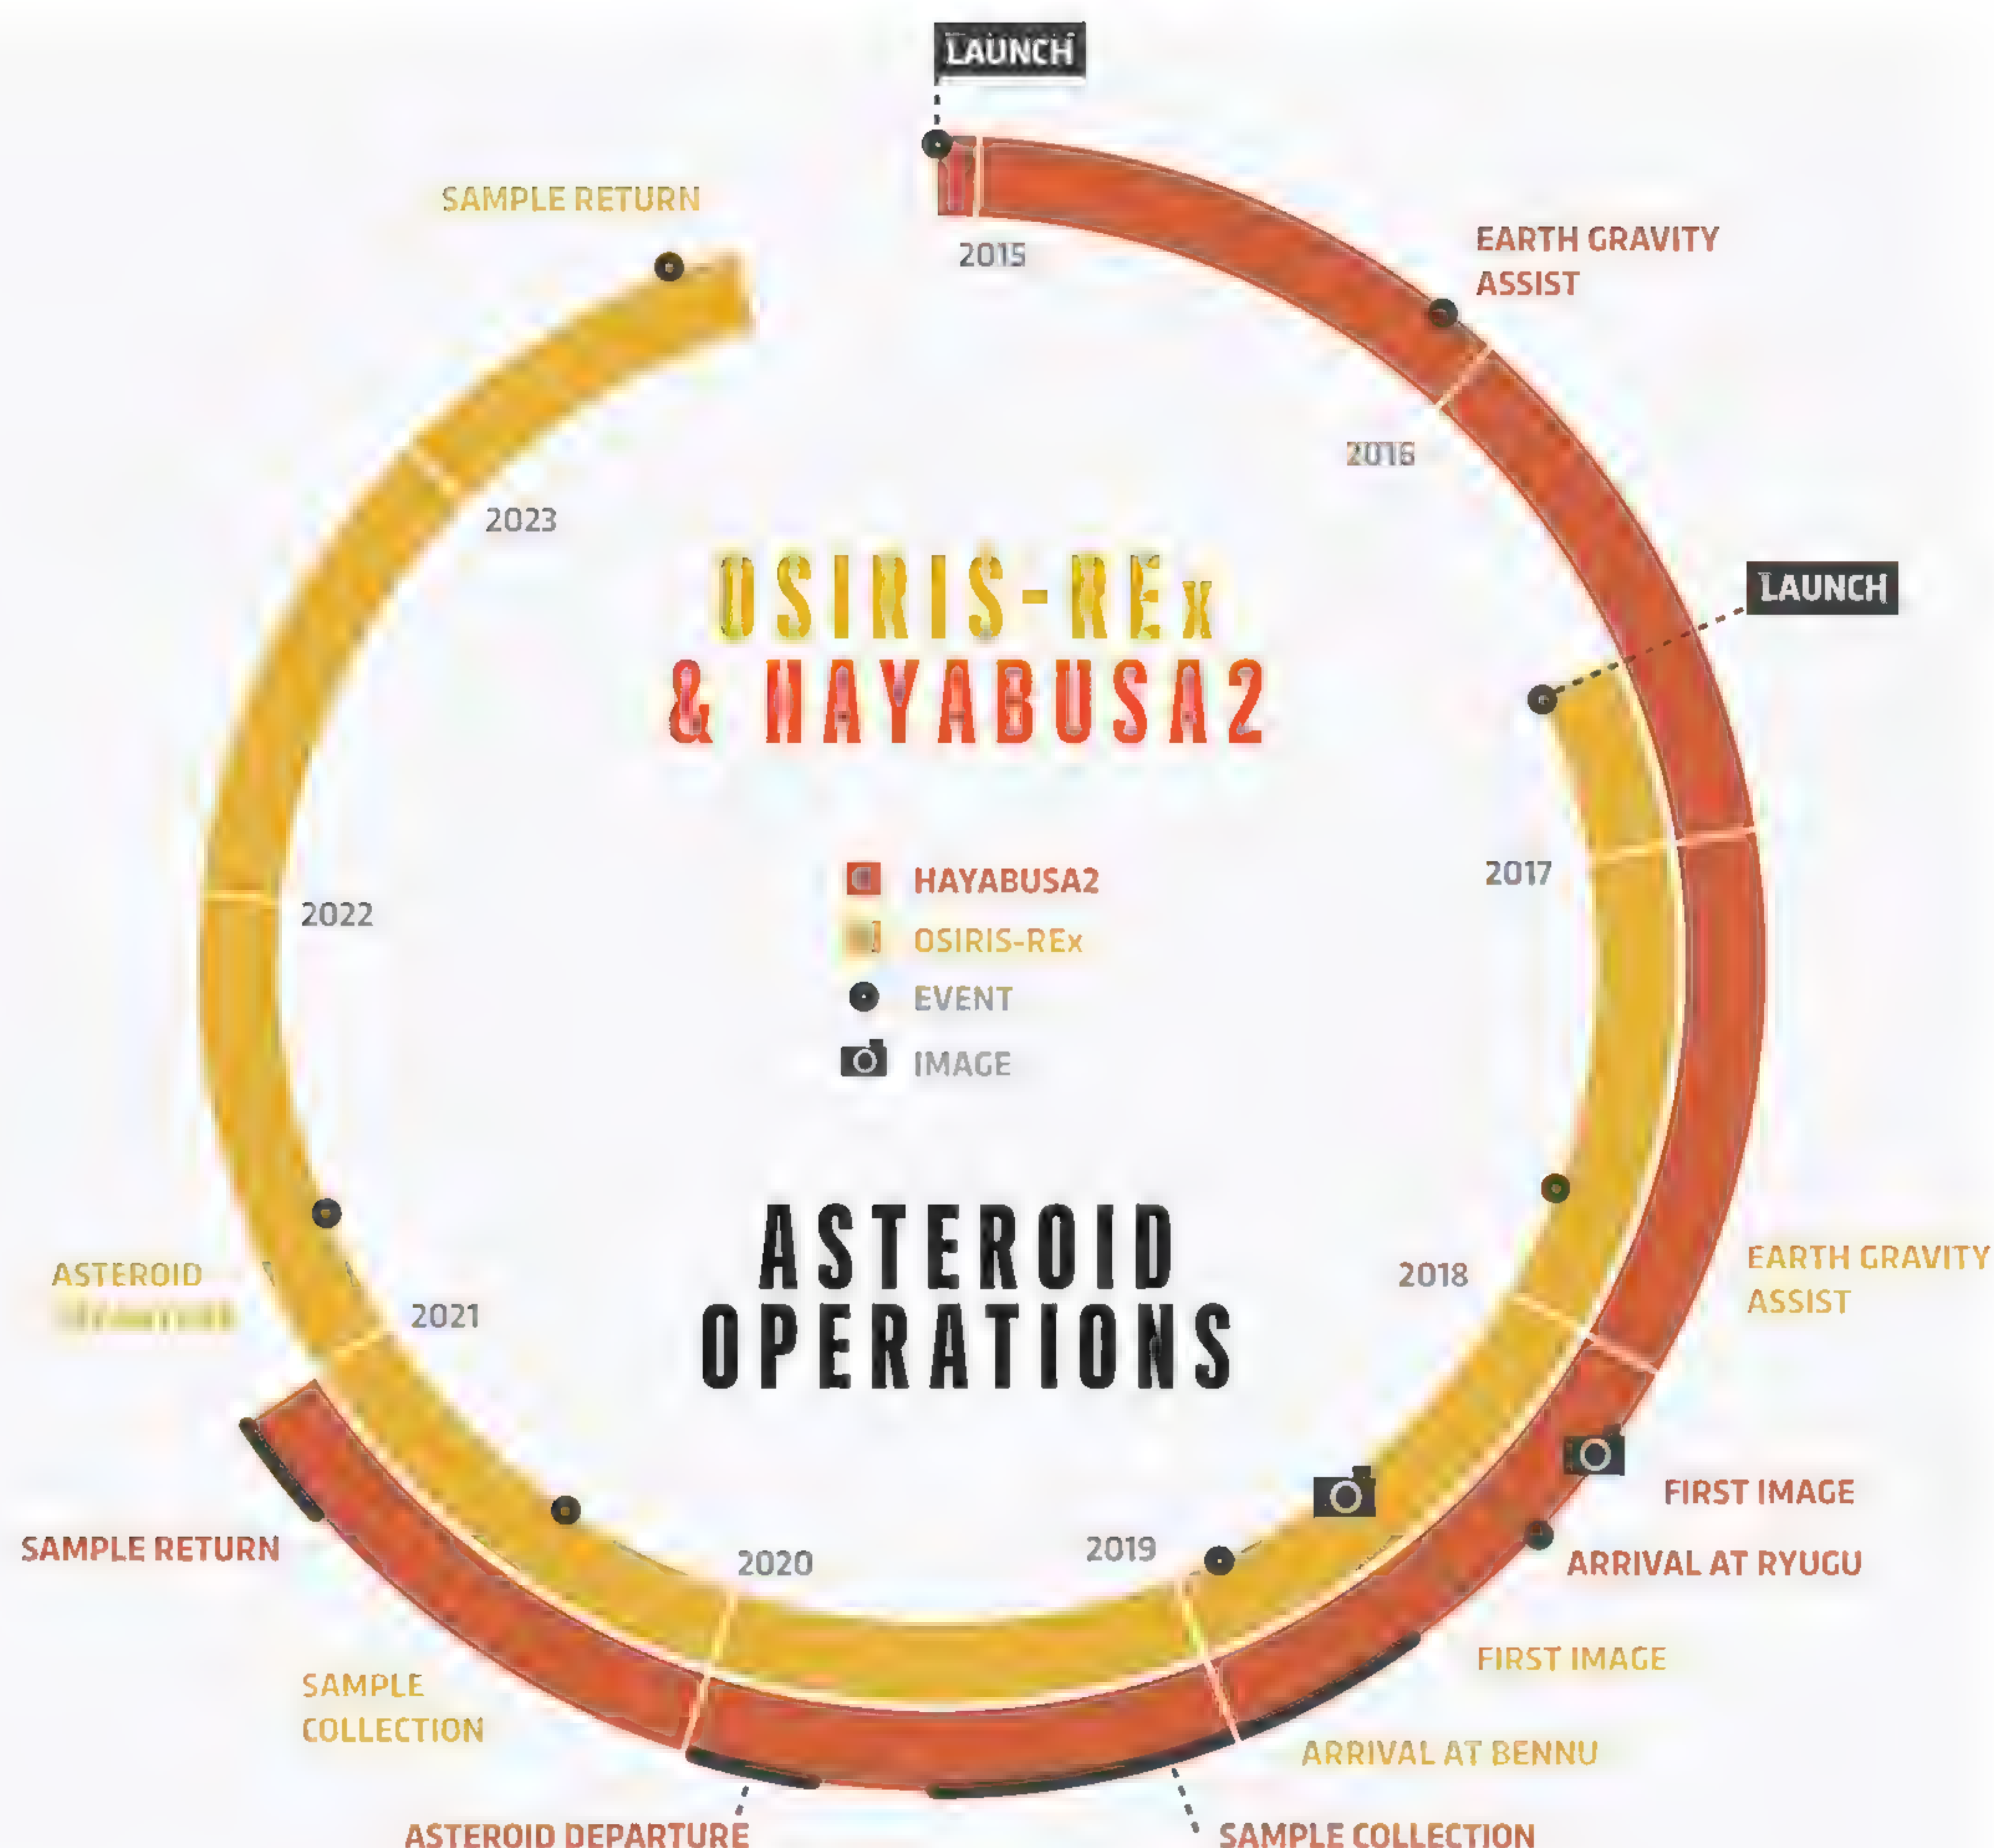 LAUNCH
SAMPLE RETURN
EARTH GRAVITY
ASSIST
2015
2016
2023
OSIRIS-REx
& HAYABUSA2
LAUNCH
HAYABUSA2
OSIRIS-REx
EVENT
IMAGE
2017
2022
ASTEROID
OPERATIONS
2018
EARTH GRAVITY
ASSIST
ASTEROID
2021
FIRST IMAGE
SAMPLE RETURN
2020
2019
ARRIVAL AT RYUGU
FIRST IMAGE
SAMPLE
COLLECTION
ARRIVAL AT BENNU
ASTEROID DEPARTURE
SAMPLE COLLECTION